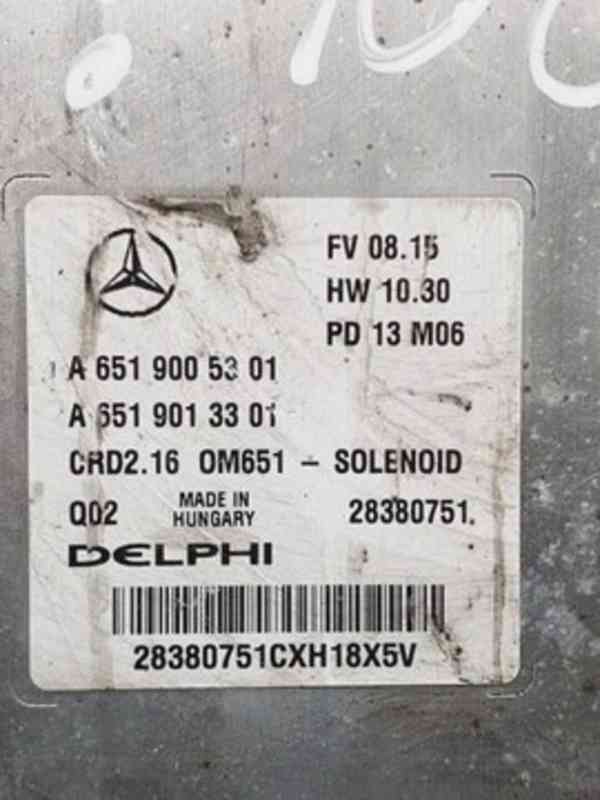 FV 08.15
HW 10.30
PD 13 M06
A 651 900 53 01
A 651 901 33 01
CRD2.16 OM651 – SOLENOID
Q02 MADE IN HUNGARY 28380751.
DELPHI
28380751CXH18X5V